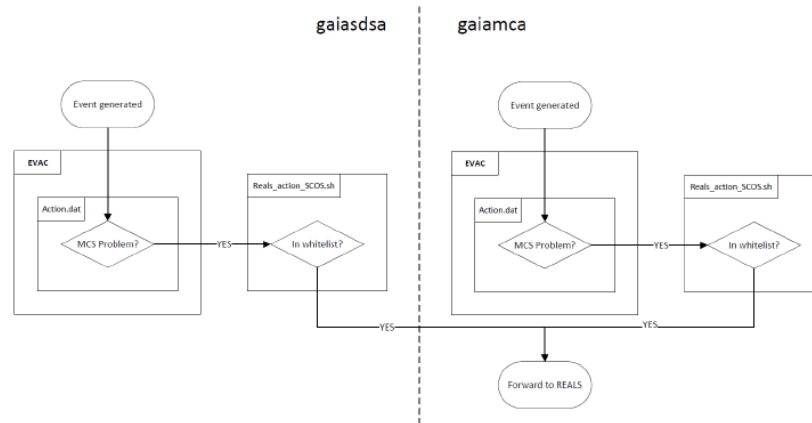 gaiasdsa
gaiamca
Event generated
EVAC
Action.dat
MCS Problem?
YES
Reals_action_SCOS.sh
In whitelist?
YES
Event generated
EVAC
Action.dat
MCS Problem?
YES
Reals_action_SCOS.sh
In whitelist?
YES
Forward to REALS